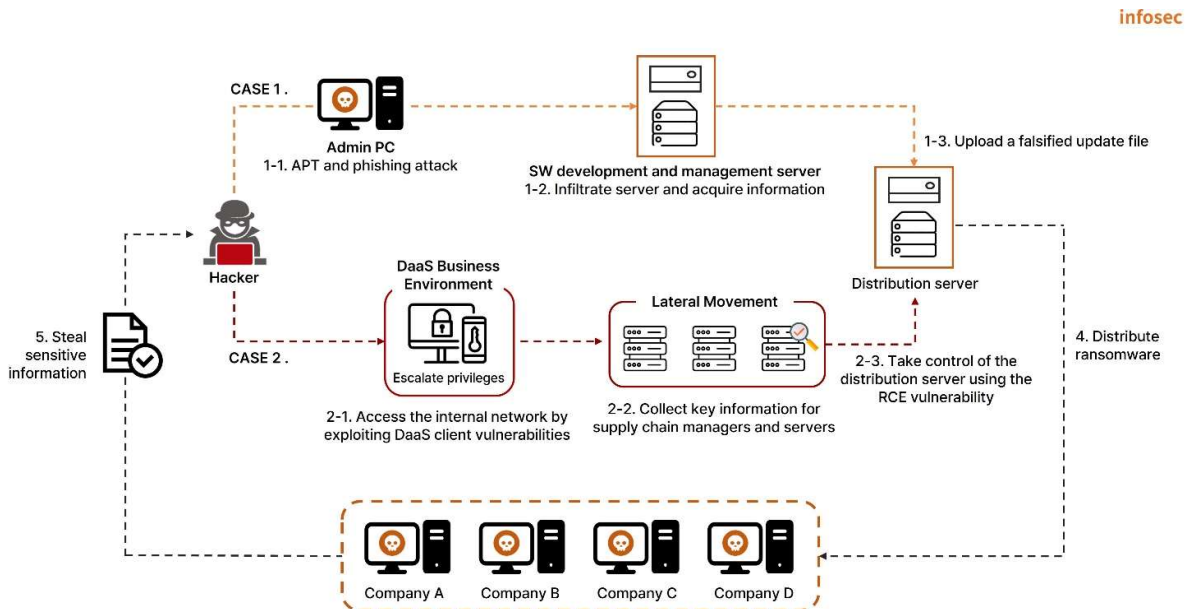 infosec
CASE 1 .
Admin PC
1-1. APT and phishing attack
SW development and management server
1-2. Infiltrate server and acquire information
1-3. Upload a falsified update file
Hacker
Distribution server
CASE 2 .
DaaS Business
Environment
Escalate privileges
2-1. Access the internal network by
exploiting DaaS client vulnerabilities
Lateral Movement
2-2. Collect key information for
supply chain managers and servers
2-3. Take control of the
distribution server using the
RCE vulnerability
4. Distribute
ransomware
5. Steal
sensitive
information
Company A
Company B
Company C
Company D